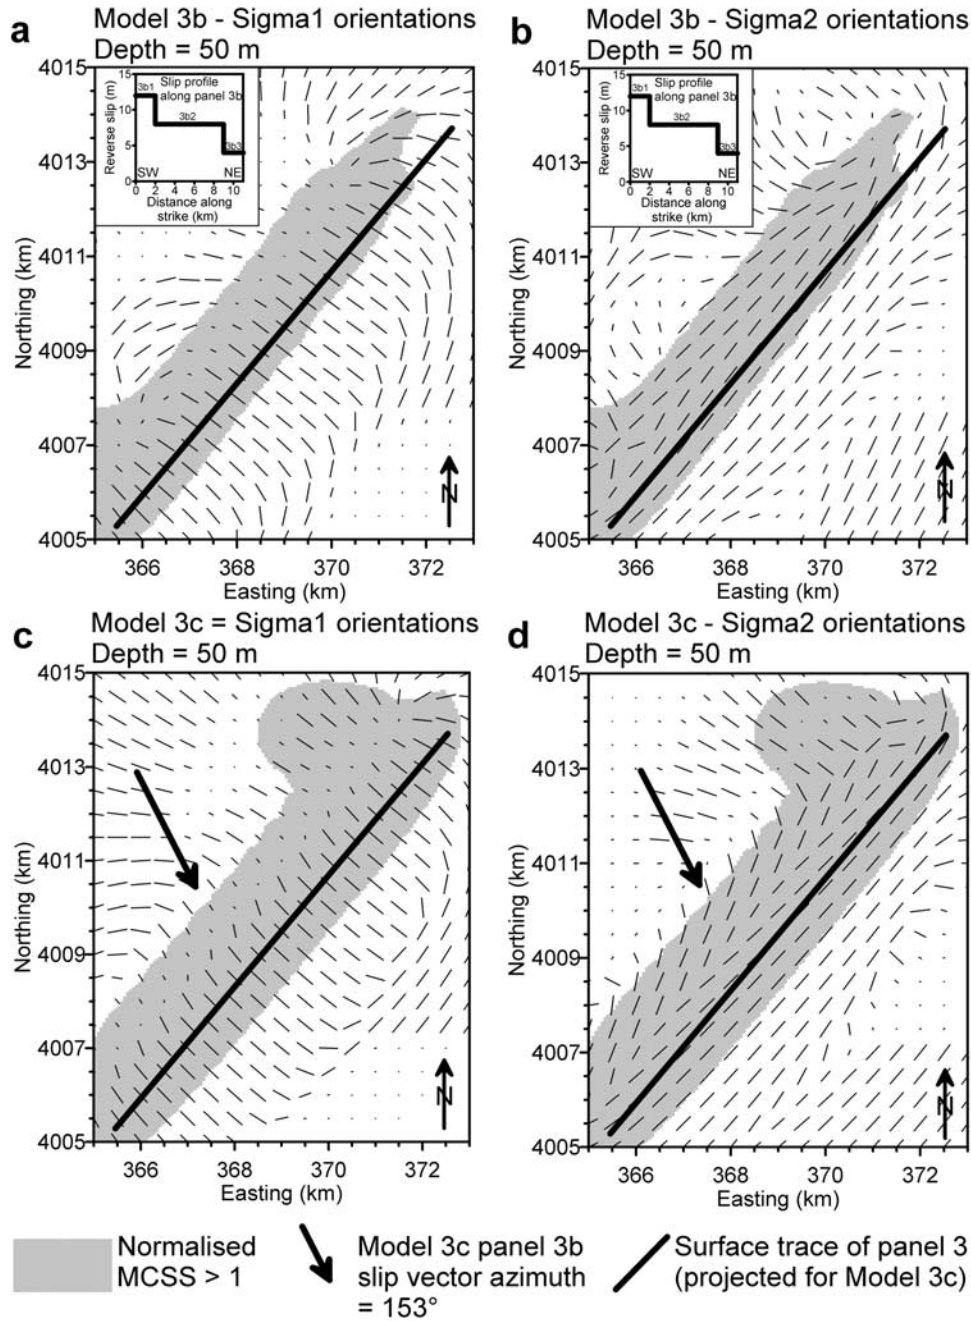 a
Model 3b - Sigma1 orientations
Depth = 50 m
4015
4013
4011
4009
4007
4005
Northing (km)
366
368
370
372
Easting (km)
15
10
5
0
Reverse slip (m)
Slip profile
along panel 3b
3b1
3b2
3b3
SW
NE
0 2 4 6 8 10
Distance along
strike (km)
N
b
Model 3b - Sigma2 orientations
Depth = 50 m
4015
4013
4011
4009
4007
4005
Northing (km)
366
368
370
372
Easting (km)
15
10
5
0
Reverse slip (m)
Slip profile
along panel 3b
3b1
3b2
3b3
SW
NE
0 2 4 6 8 10
Distance along
strike (km)
N
c
Model 3c = Sigma1 orientations
Depth = 50 m
4015
4013
4011
4009
4007
4005
Northing (km)
366
368
370
372
Easting (km)
N
d
Model 3c - Sigma2 orientations
Depth = 50 m
4015
4013
4011
4009
4007
4005
Northing (km)
366
368
370
372
Easting (km)
N
Normalised
MCSS > 1
Model 3c panel 3b
slip vector azimuth
= 153°
Surface trace of panel 3
(projected for Model 3c)